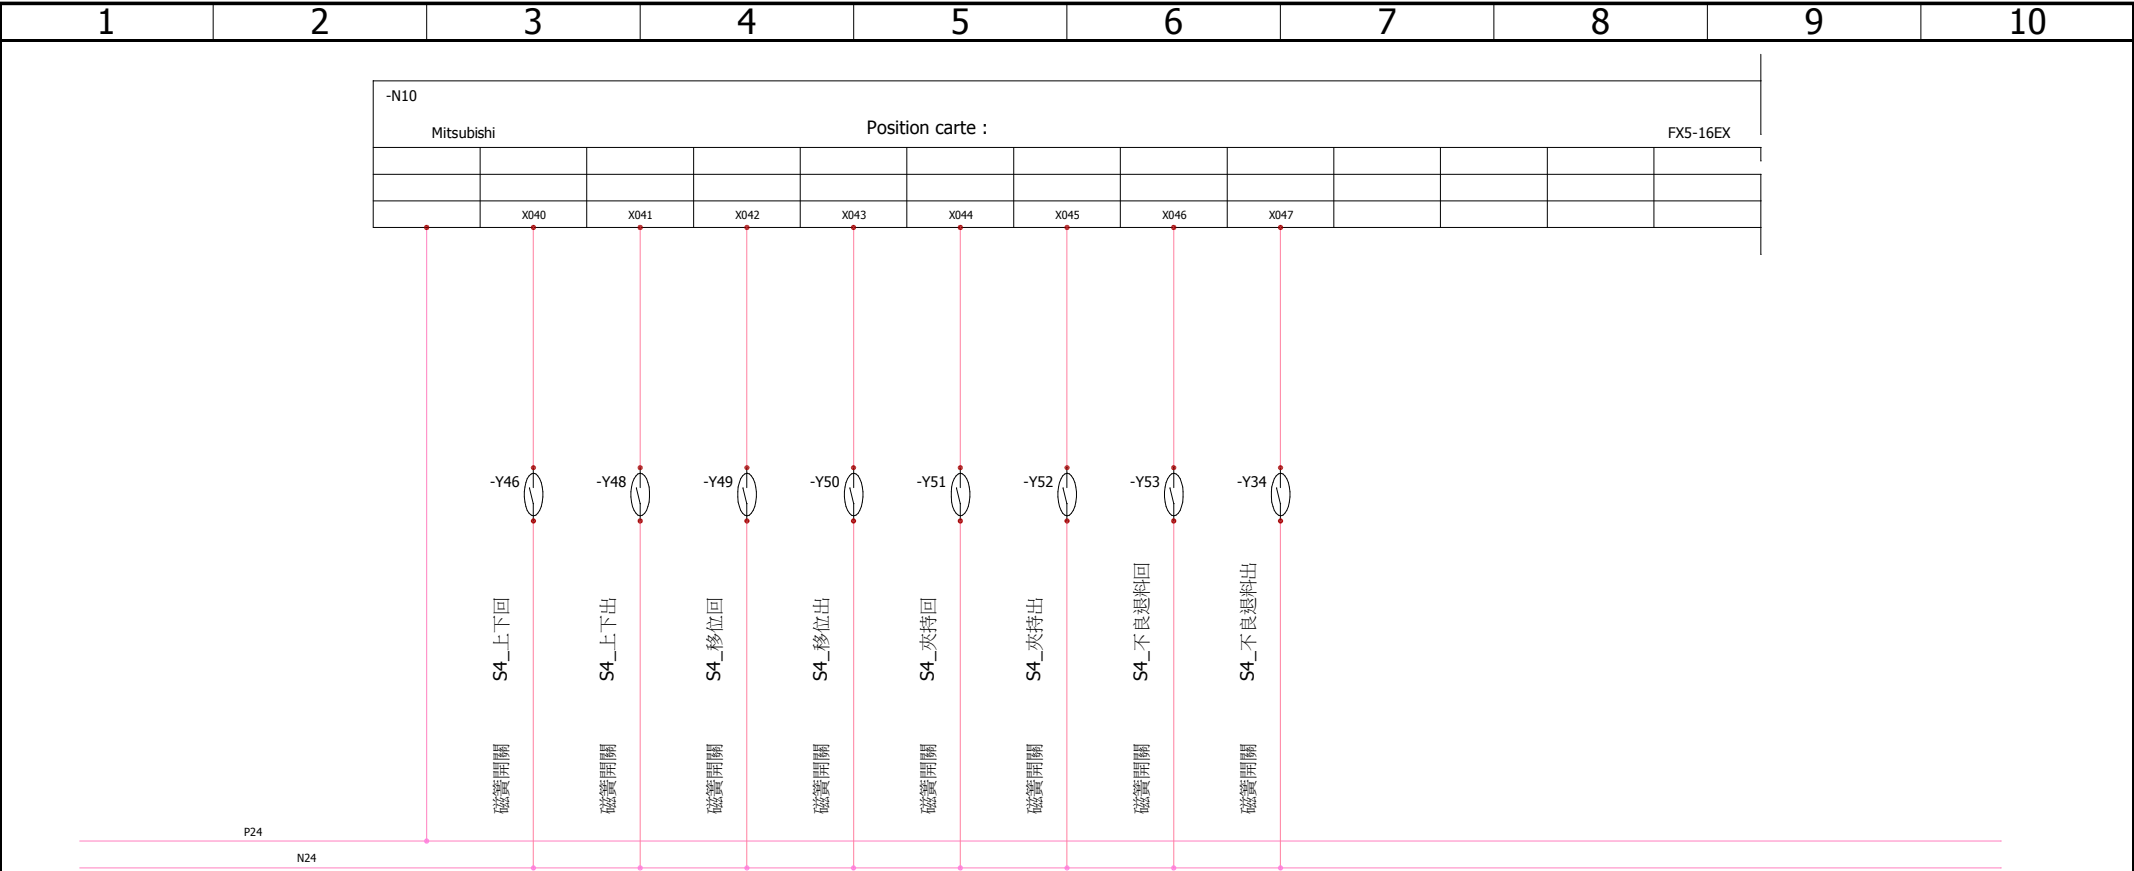 1 2 3 4 5 6 7 8 9 10
-N10
Mitsubishi Position carte : FX5-16EX
X040 X041 X042 X043 X044 X045 X046 X047
-Y46 -Y48 -Y49 -Y50 -Y51 -Y52 -Y53 -Y34
S4_上下回
S4_上下出
S4_移位回
S4_移位出
S4_夾持回
S4_夾持出
S4_不良退料回
S4_不良退料出
磁簧開關
磁簧開關
磁簧開關
磁簧開關
磁簧開關
磁簧開關
磁簧開關
磁簧開關
P24
N24